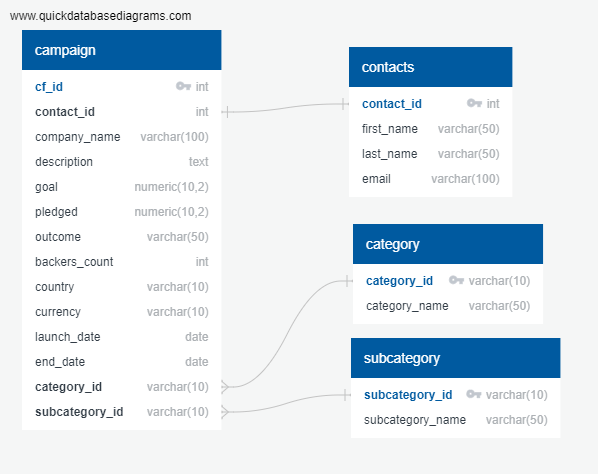 www.quickdatabasediagrams.com
campaign
cf_id int
contact_id int
company_name varchar(100)
description text
goal numeric(10,2)
pledged numeric(10,2)
outcome varchar(50)
backers_count int
country varchar(10)
currency varchar(10)
launch_date date
end_date date
category_id varchar(10)
subcategory_id varchar(10)
contacts
contact_id int
first_name varchar(50)
last_name varchar(50)
email varchar(100)
category
category_id varchar(10)
category_name varchar(50)
subcategory
subcategory_id varchar(10)
subcategory_name varchar(50)